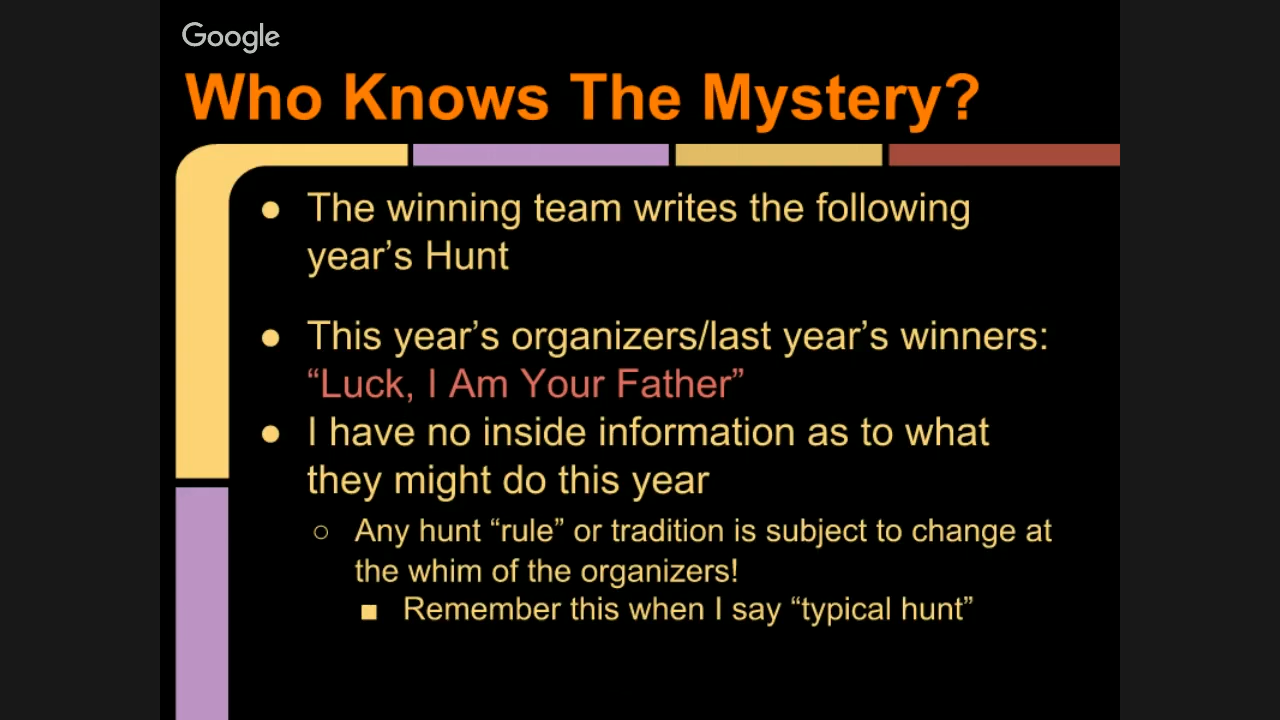 Google
Who Knows The Mystery?
● The winning team writes the following
year’s Hunt
● This year’s organizers/last year’s winners:
“Luck, I Am Your Father”
● I have no inside information as to what
they might do this year
○ Any hunt “rule” or tradition is subject to change at
the whim of the organizers!
■ Remember this when I say “typical hunt”